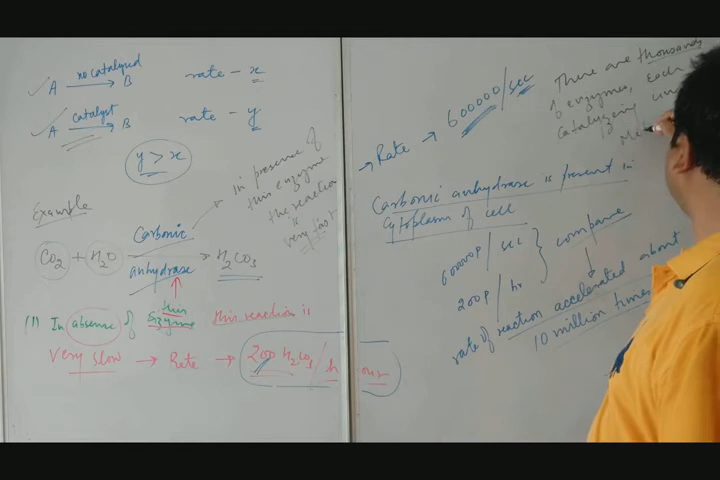 A no catalysed → B rate - x
A catalyst → B rate - y
y > x
Example
CO2 + H2O Carbonic anhydrase → H2CO3
in presence of
this enzyme
the reaction
is
very fast
(1) In absence of this
enzyme this reaction is
very slow → Rate → 200 H2CO3/hour
→ Rate → 600000/sec
There are thousands
of enzymes, each
catalyzing
Carbonic anhydrase is present in
cytoplasm of cell
600000P / sec
200P / hr
compare
rate of reaction accelerated about
10 million times